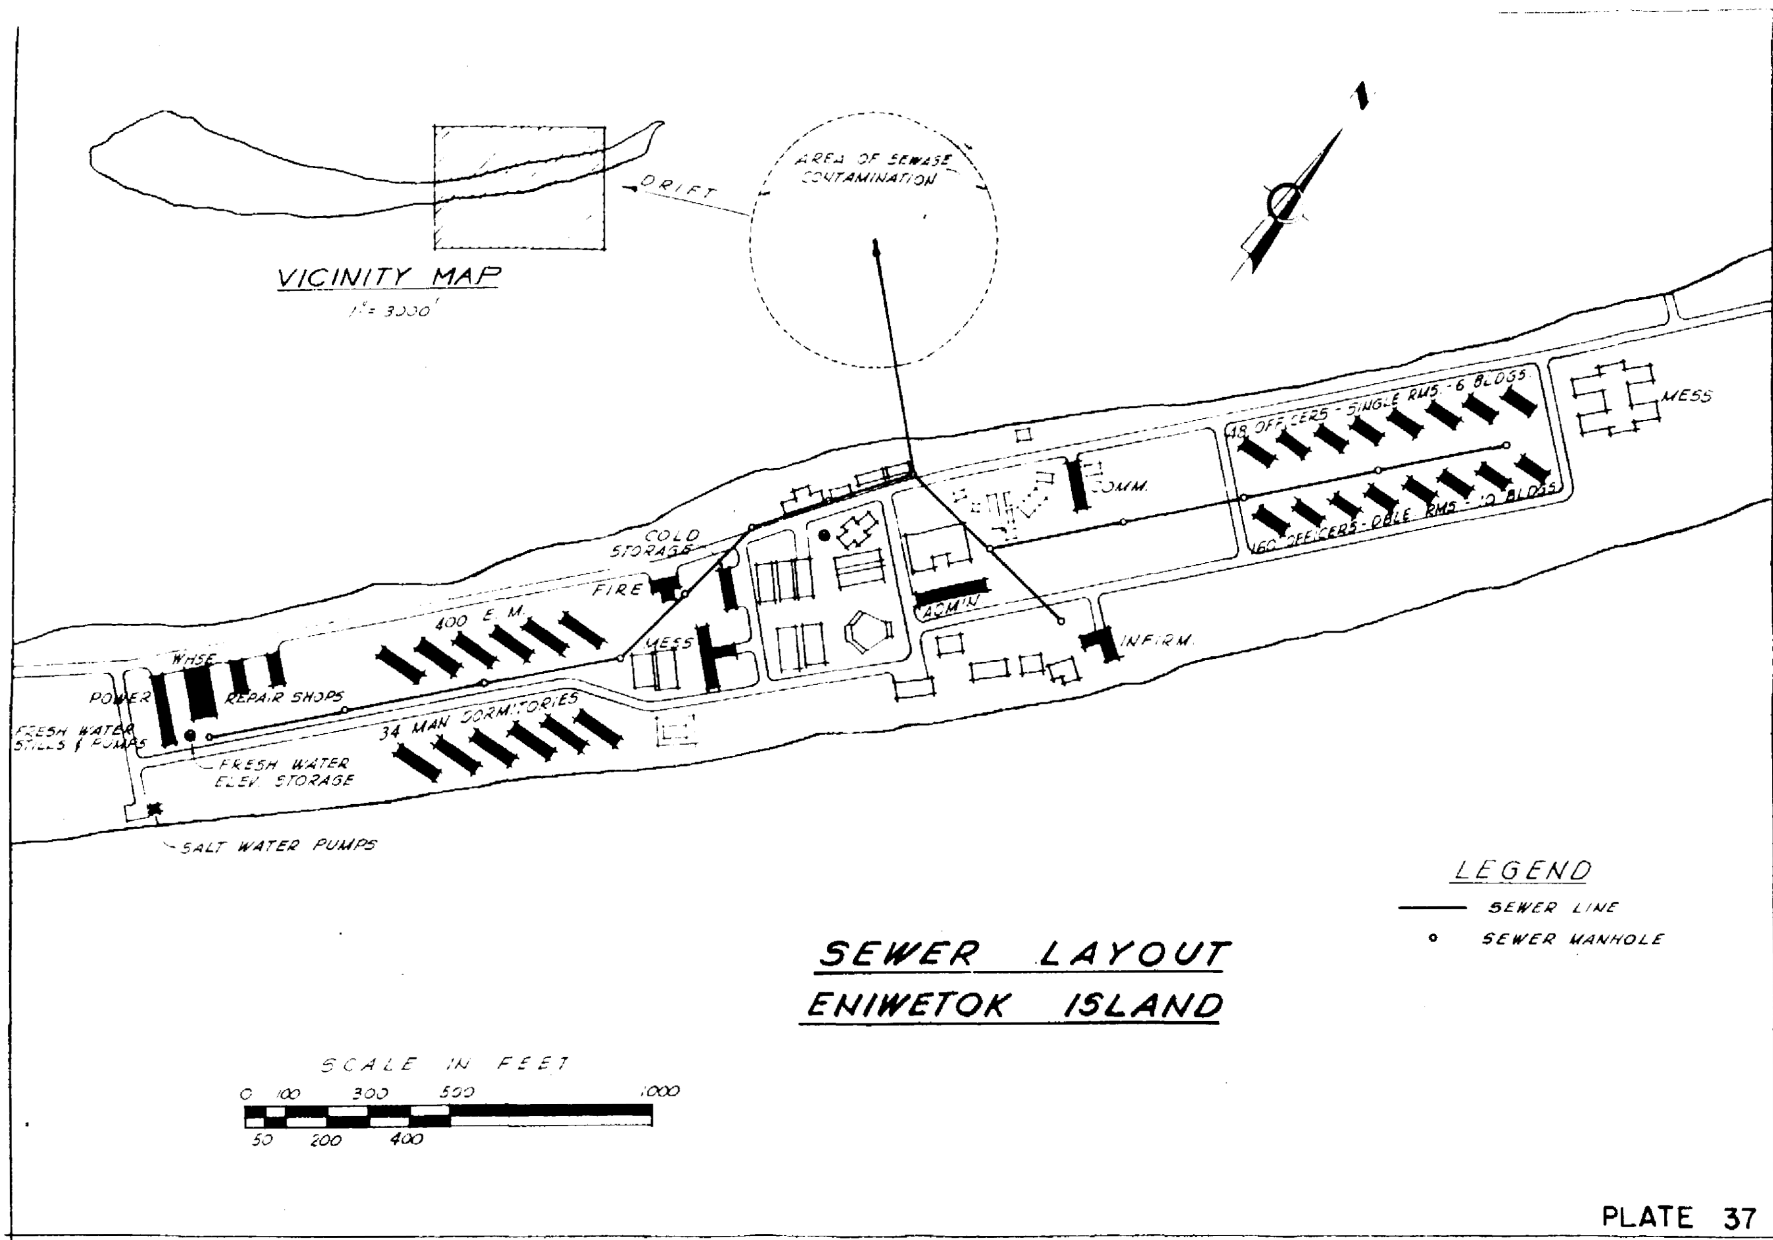 AREA OF SEWAGE
CONTAMINATION
DRIFT
VICINITY MAP
1" = 3000'
48 OFFICERS - SINGLE RMS. - 6 BLDGS.
MESS
COMM.
160 OFFICERS - DBLE. RMS - 10 BLDGS.
COLD
STORAGE
FIRE
ADMIN
400 E. M.
MESS
INFIRM.
WHSE
POWER
REPAIR SHOPS
34 MAN DORMITORIES
FRESH WATER
STILLS & PUMPS
FRESH WATER
ELEV. STORAGE
SALT WATER PUMPS
LEGEND
SEWER LINE
SEWER MANHOLE
SEWER LAYOUT
ENIWETOK ISLAND
SCALE IN FEET
0 100 300 500 1000
50 200 400
PLATE 37